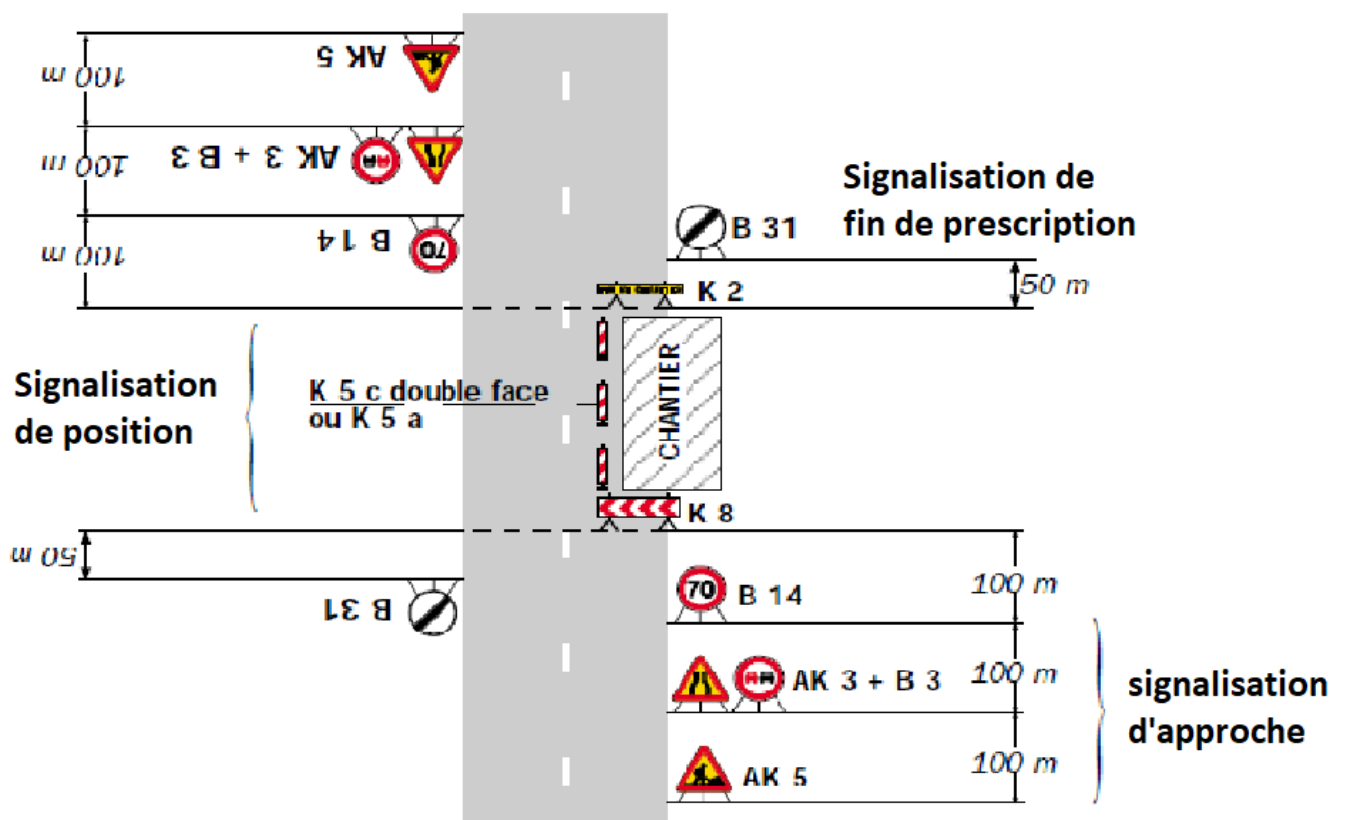 AK 5
100 m
AK 3 + B 3
100 m
B 14
100 m
Signalisation de
fin de prescription
B 31
50 m
K 2
Signalisation
de position
K 5 c double face
ou K 5 a
CHANTIER
K 8
50 m
B 31
70
70
B 14
100 m
AK 3 + B 3
100 m
signalisation
d'approche
AK 5
100 m